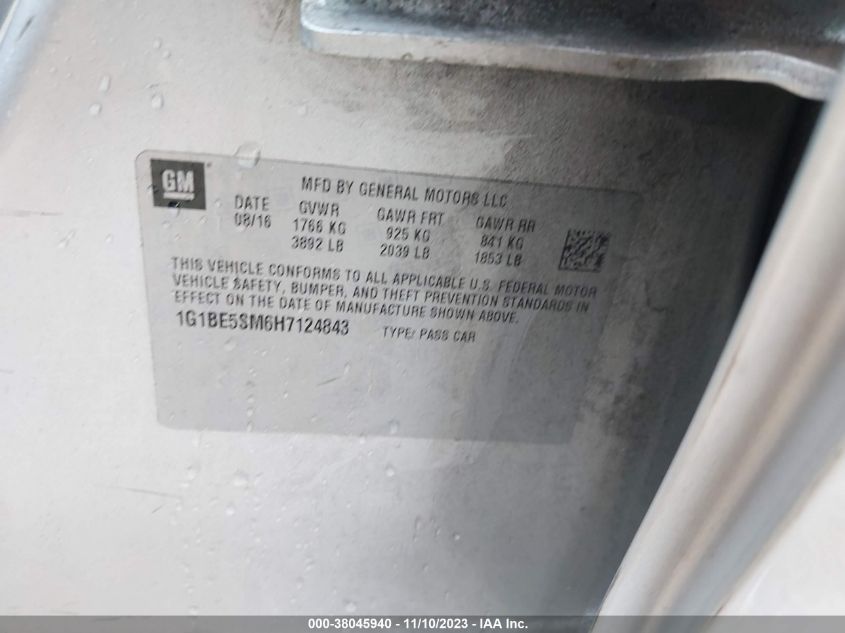 GM
MFD BY GENERAL MOTORS LLC
DATE GVWR GAWR FRT GAWR RR
08/16 1766 KG 925 KG 841 KG
3892 LB 2039 LB 1853 LB
THIS VEHICLE CONFORMS TO ALL APPLICABLE U.S. FEDERAL MOTOR
VEHICLE SAFETY, BUMPER, AND THEFT PREVENTION STANDARDS IN
EFFECT ON THE DATE OF MANUFACTURE SHOWN ABOVE.
1G1BE5SM6H7124843 TYPE/ PASS CAR
000-38045940 - 11/10/2023 - IAA Inc.